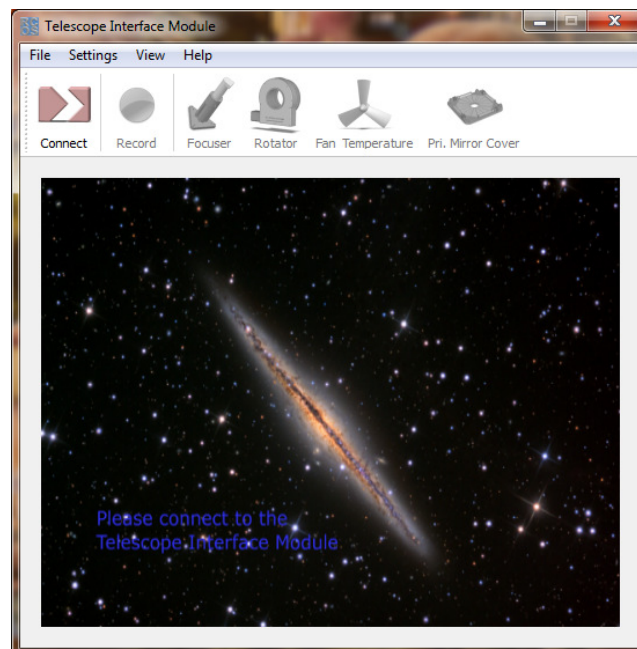 Telescope Interface Module
File Settings View Help
Connect Record Focuser Rotator Fan Temperature Pri. Mirror Cover
Please connect to the
Telescope Interface Module